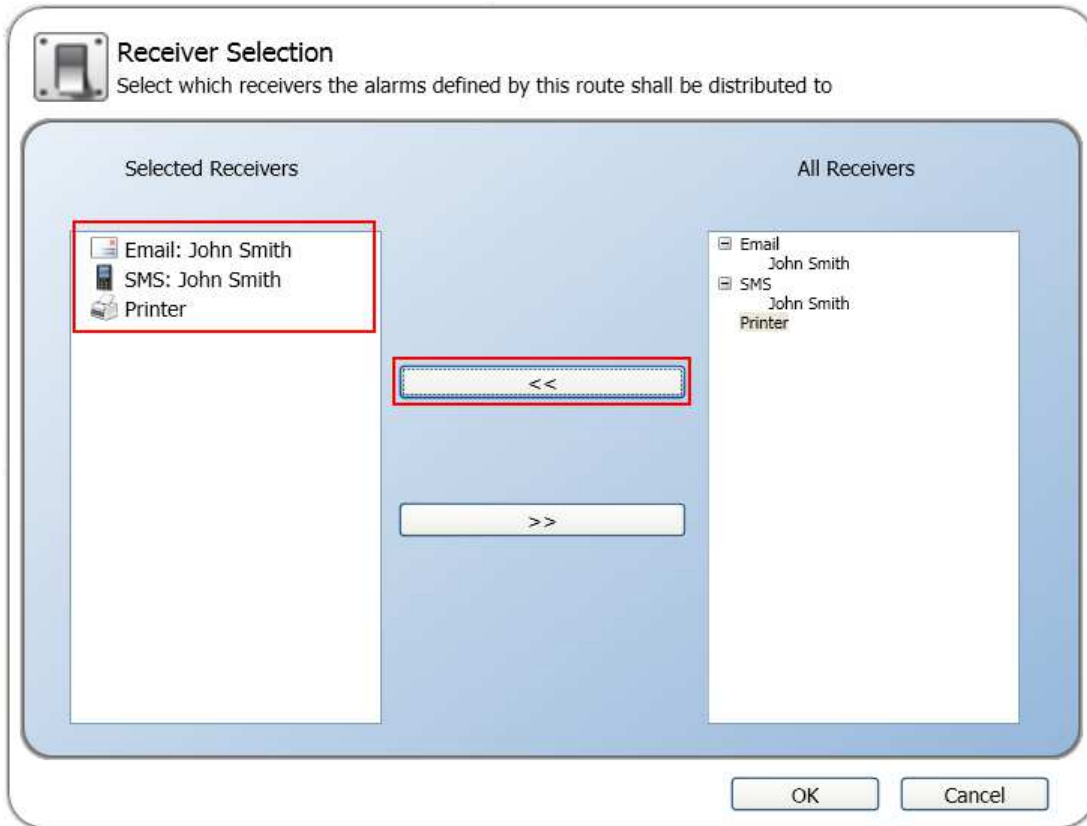 Receiver Selection
Select which receivers the alarms defined by this route shall be distributed to
Selected Receivers
All Receivers
Email: John Smith
SMS: John Smith
Printer
<<
>>
Email
John Smith
SMS
John Smith
Printer
OK
Cancel